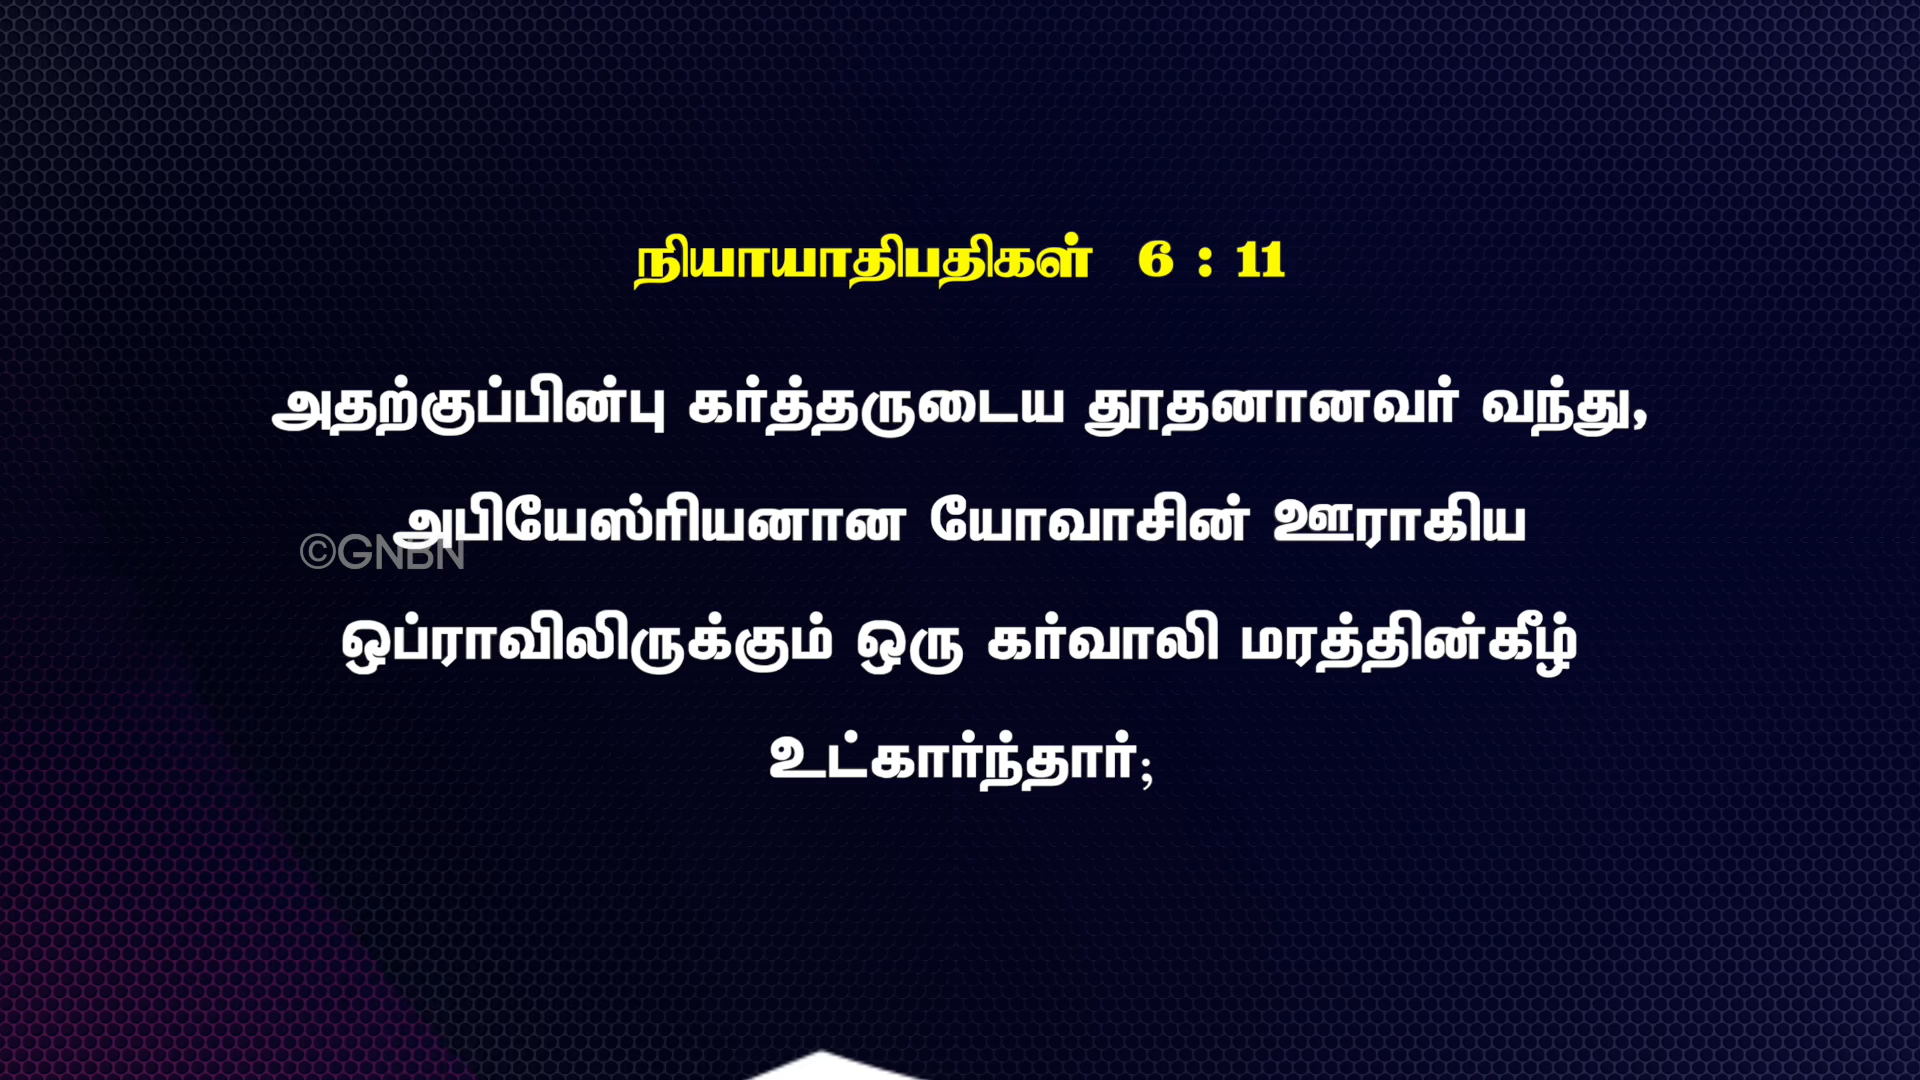 நியாயாதிபதிகள் 6 : 11
அதற்குப்பின்பு கர்த்தருடைய தூதனானவர் வந்து,
அபியேஸ்ரியனான யோவாசின் ஊராகிய
©GNBN
ஒப்ராவிலிருக்கும் ஒரு கர்வாலி மரத்தின்கீழ்
உட்கார்ந்தார்;